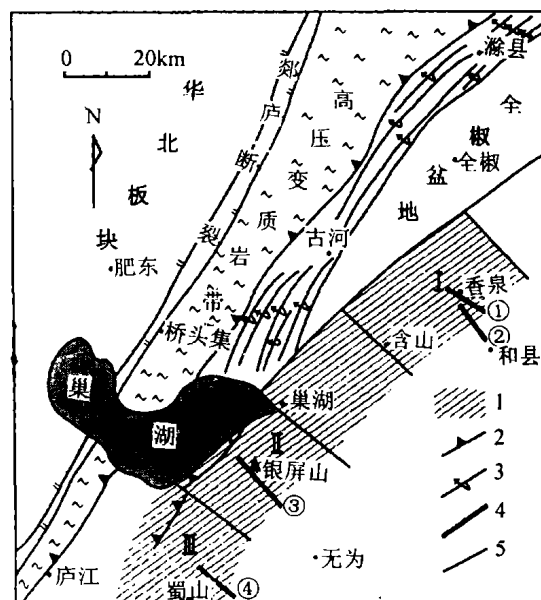 0 20km
N
华北板块
郯庐断裂
高压变质岩带
滁县
全椒盆地
全椒
古河
肥东
桥头集
巢湖
巢湖
香泉
Ⅰ
①
②
和县
含山
Ⅱ
银屏山
③
Ⅲ
无为
蜀山
④
庐江
1
2
3
4
5